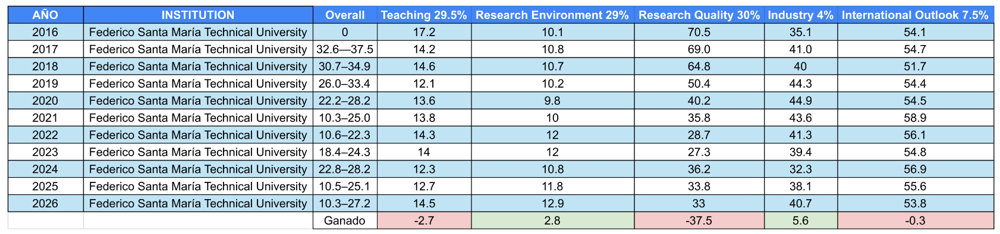 AÑO INSTITUTION Overall Teaching 29.5% Research Environment 29% Research Quality 30% Industry 4% International Outlook 7.5%
2016 Federico Santa María Technical University 0 17.2 10.1 70.5 35.1 54.1
2017 Federico Santa María Technical University 32.6—37.5 14.2 10.8 69.0 41.0 54.7
2018 Federico Santa María Technical University 30.7–34.9 14.6 10.7 64.8 40 51.7
2019 Federico Santa María Technical University 26.0–33.4 12.1 10.2 50.4 44.3 54.4
2020 Federico Santa María Technical University 22.2–28.2 13.6 9.8 40.2 44.9 54.5
2021 Federico Santa María Technical University 10.3–25.0 13.8 10 35.8 43.6 58.9
2022 Federico Santa María Technical University 10.6–22.3 14.3 12 28.7 41.3 56.1
2023 Federico Santa María Technical University 18.4–24.3 14 12 27.3 39.4 54.8
2024 Federico Santa María Technical University 22.8–28.2 12.3 10.8 36.2 32.3 56.9
2025 Federico Santa María Technical University 10.5–25.1 12.7 11.8 33.8 38.1 55.6
2026 Federico Santa María Technical University 10.3–27.2 14.5 12.9 33 40.7 53.8
Ganado -2.7 2.8 -37.5 5.6 -0.3